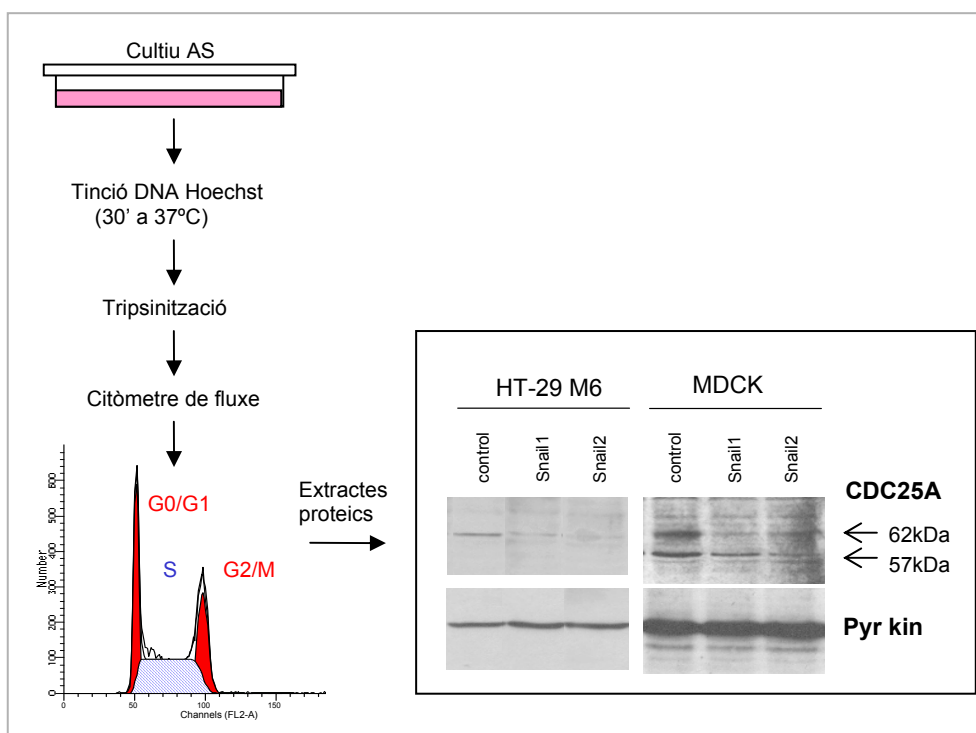 Cultiu AS
Tinció DNA Hoechst
(30’ a 37ºC)
Tripsinització
Citòmetre de fluxe
Number
0
100
200
300
400
500
G0/G1
S
G2/M
0
50
100
150
Channels (FL2-A)
Extractes
proteics
HT-29 M6
MDCK
control
Snail1
Snail2
control
Snail1
Snail2
CDC25A
62kDa
57kDa
Pyr kin